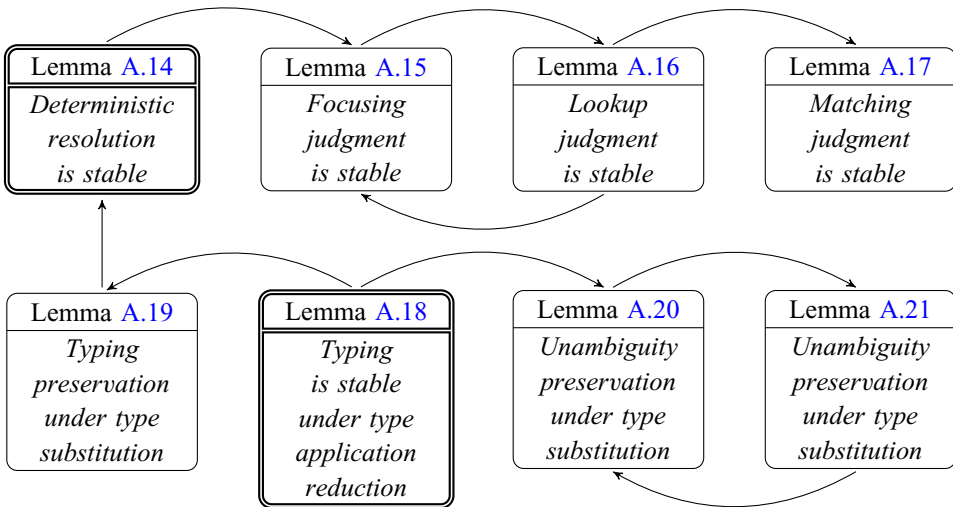 Lemma A.14
Deterministic
resolution
is stable
Lemma A.15
Focusing
judgment
is stable
Lemma A.16
Lookup
judgment
is stable
Lemma A.17
Matching
judgment
is stable
Lemma A.19
Typing
preservation
under type
substitution
Lemma A.18
Typing
is stable
under type
application
reduction
Lemma A.20
Unambiguity
preservation
under type
substitution
Lemma A.21
Unambiguity
preservation
under type
substitution